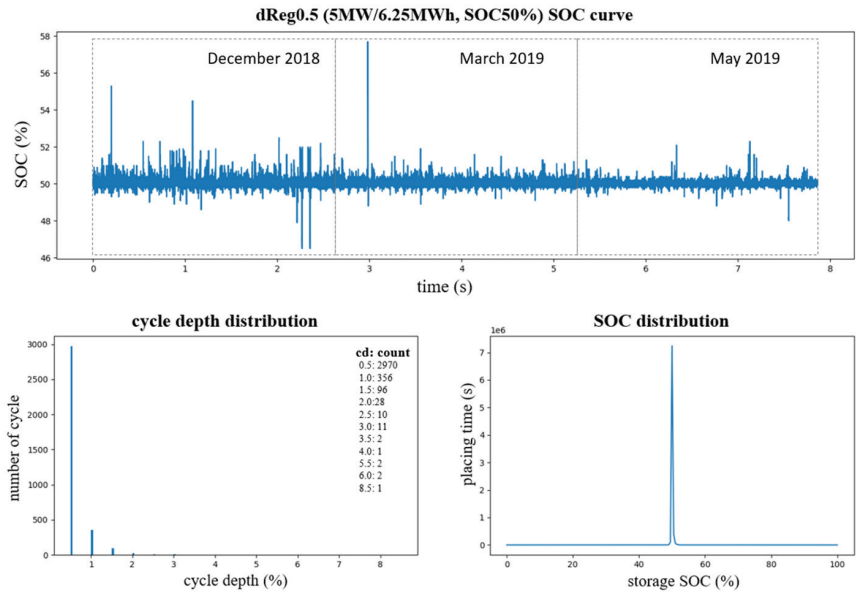 dReg0.5 (5MW/6.25MWh, SOC50%) SOC curve
58
56
54
52
50
48
46
SOC (%)
December 2018
March 2019
May 2019
0 1 2 3 4 5 6 7 8
time (s)
cycle depth distribution
3000
2500
2000
1500
1000
500
0
number of cycle
cd: count
0.5: 2970
1.0: 356
1.5: 96
2.0:28
2.5: 10
3.0: 11
3.5: 2
4.0: 1
5.5: 2
6.0: 2
8.5: 1
1 2 3 4 5 6 7 8
cycle depth (%)
SOC distribution
1e6
7
6
5
4
3
2
1
0
placing time (s)
0 20 40 60 80 100
storage SOC (%)